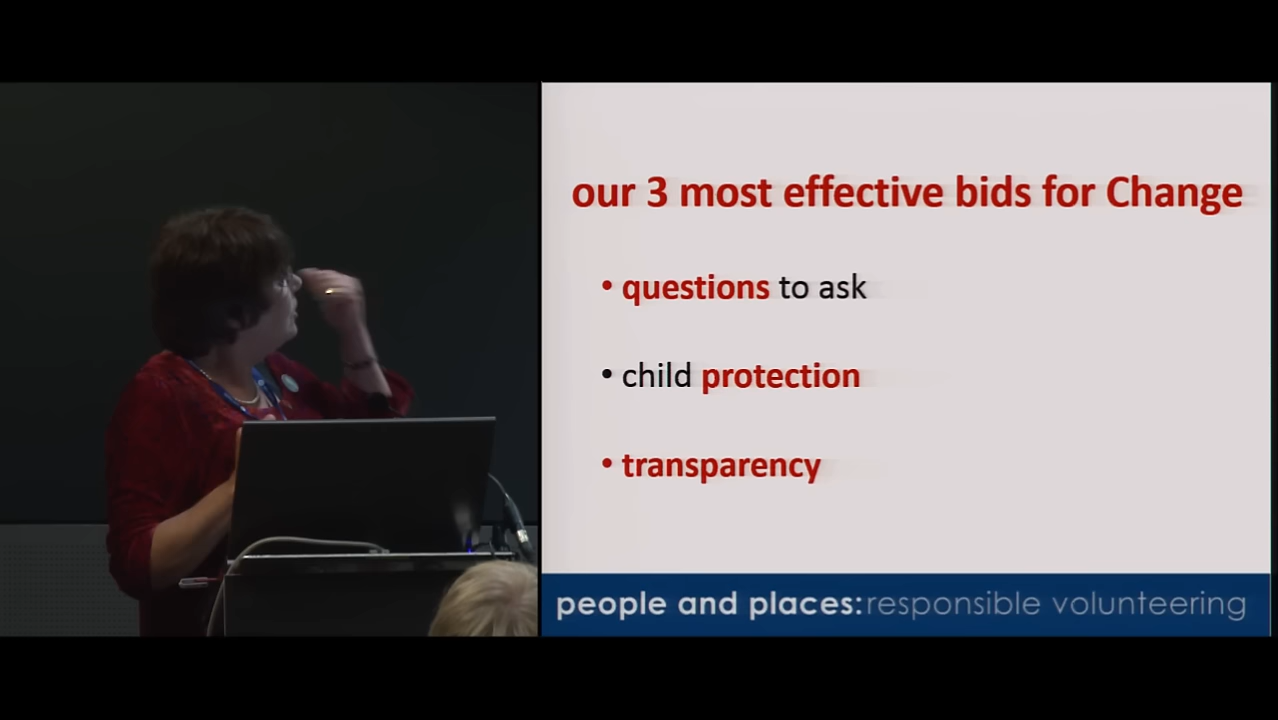 our 3 most effective bids for Change
• questions to ask
• child protection
• transparency
people and places: responsible volunteering